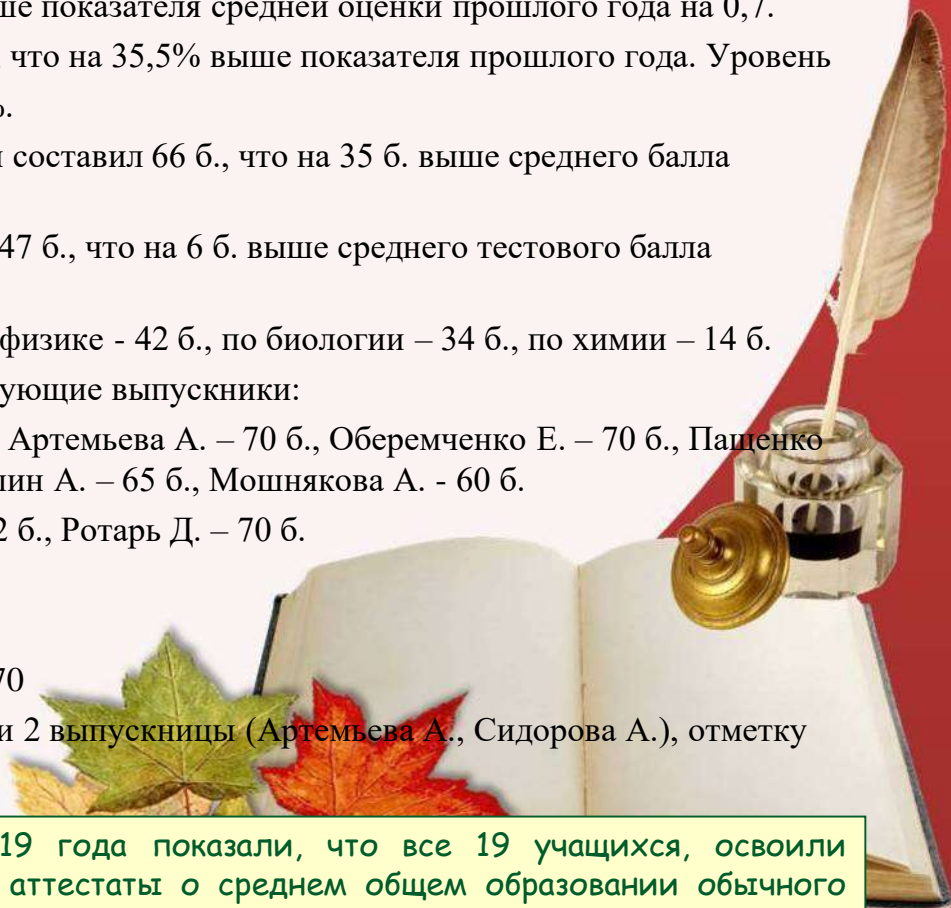 ше показателя средней оценки прошлого года на 0,7.
что на 35,5% выше показателя прошлого года. Уровень
составил 66 б., что на 35 б. выше среднего балла
47 б., что на 6 б. выше среднего тестового балла
физике - 42 б., по биологии – 34 б., по химии – 14 б.
ующие выпускники:
Артемьева А. – 70 б., Оберемченко Е. – 70 б., Пащенко
А. – 65 б., Мошнякова А. - 60 б.
2 б., Ротарь Д. – 70 б.
70
и 2 выпускницы (Артемьева А., Сидорова А.), отметку
19 года показали, что все 19 учащихся, освоили
аттестаты о среднем общем образовании обычного